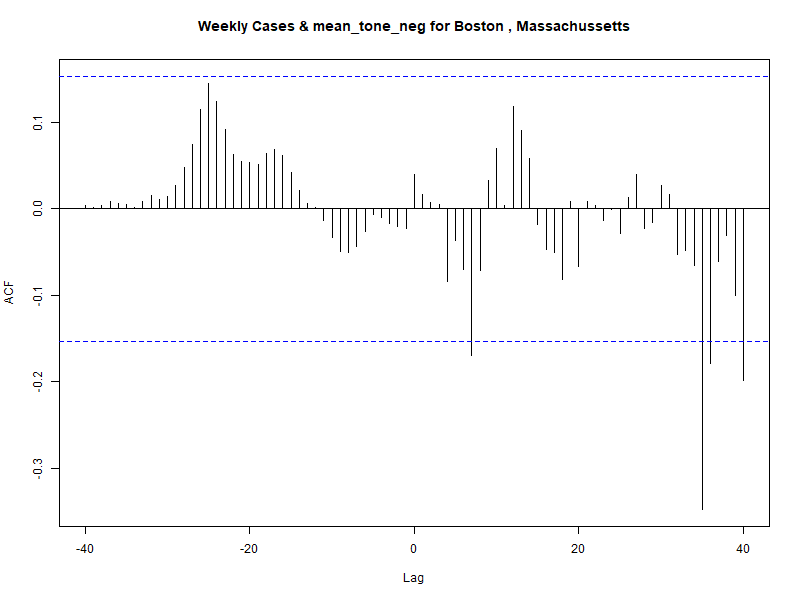 Weekly Cases & mean_tone_neg for Boston , Massachussetts
ACF
0.1
0.0
-0.1
-0.2
-0.3
-40 -20 0 20 40
Lag